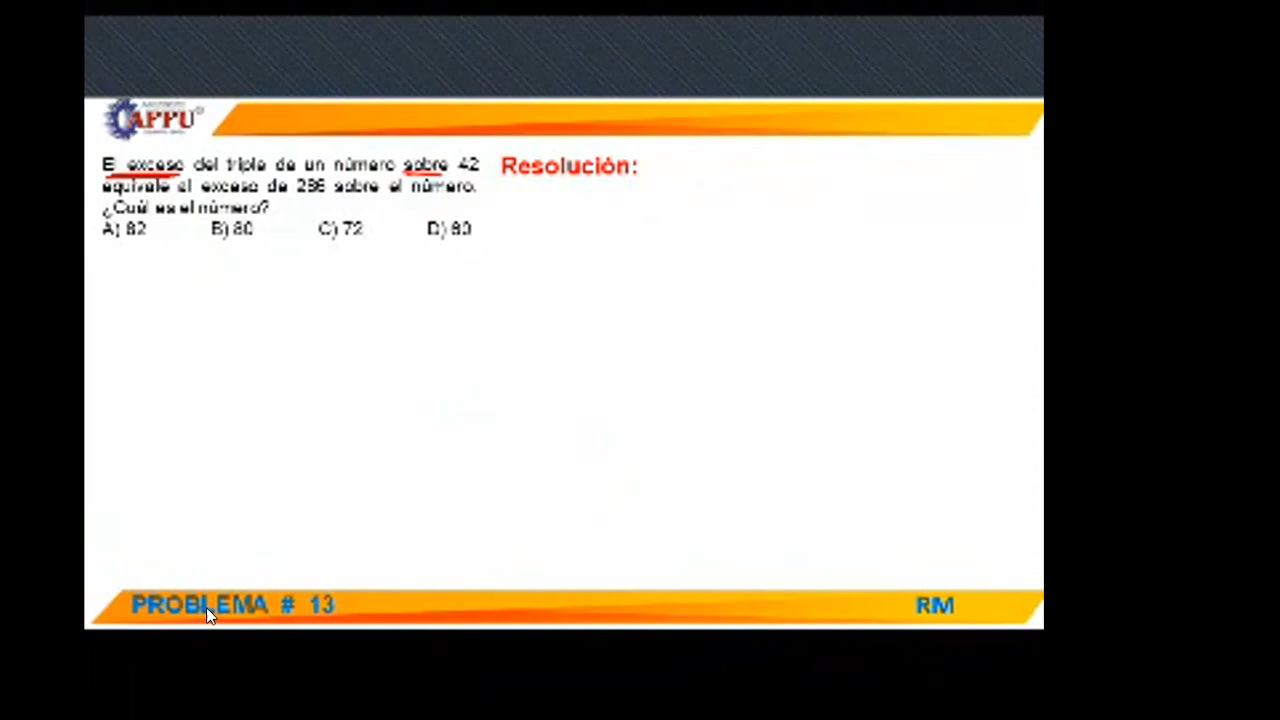 El exceso del triple de un número sobre 42
equivale al exceso de 286 sobre el número.
¿Cuál es el número?
A) 82 B) 80 C) 72 D)
Resolución:
PROBLEMA # 13
RM